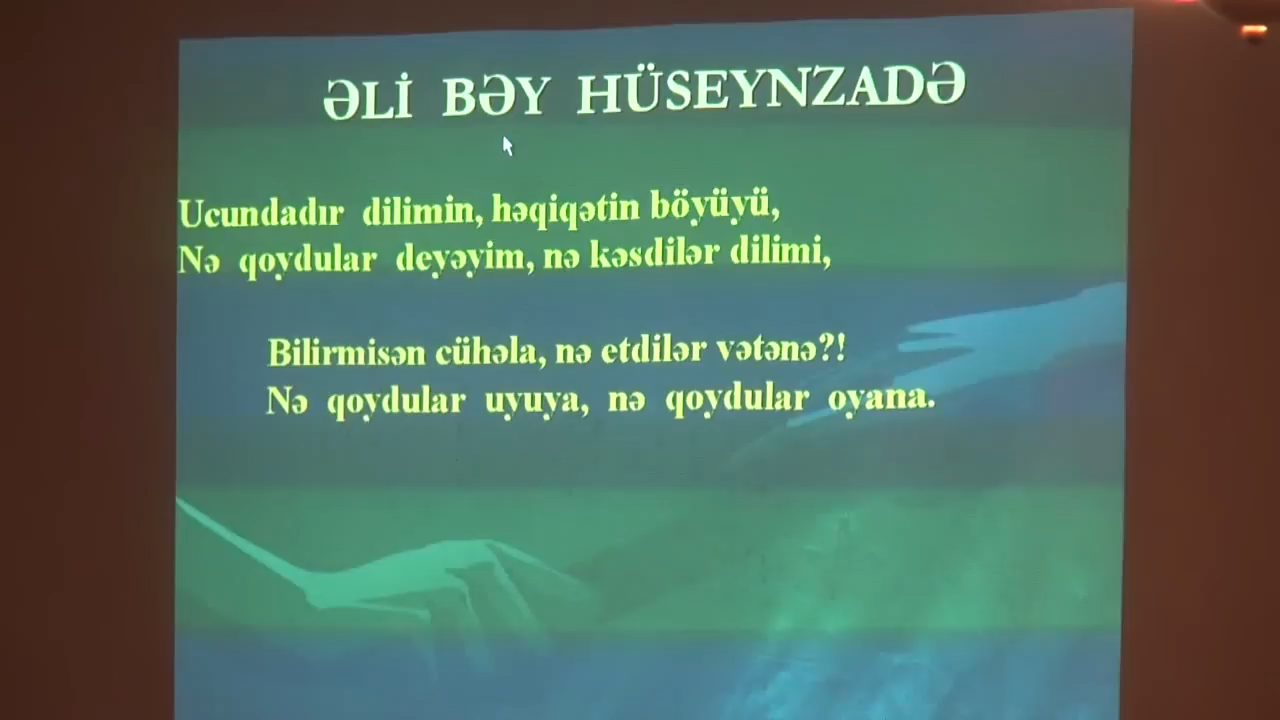 ƏLİ BƏY HÜSEYNZADƏ
Ucundadır dilimin, həqiqətin böyüyü,
Nə qoydular deyəyim, nə kəsdilər dilimi,
Bilirmisən cühəla, nə etdilər vətənə?!
Nə qoydular uyuya, nə qoydular oyana.